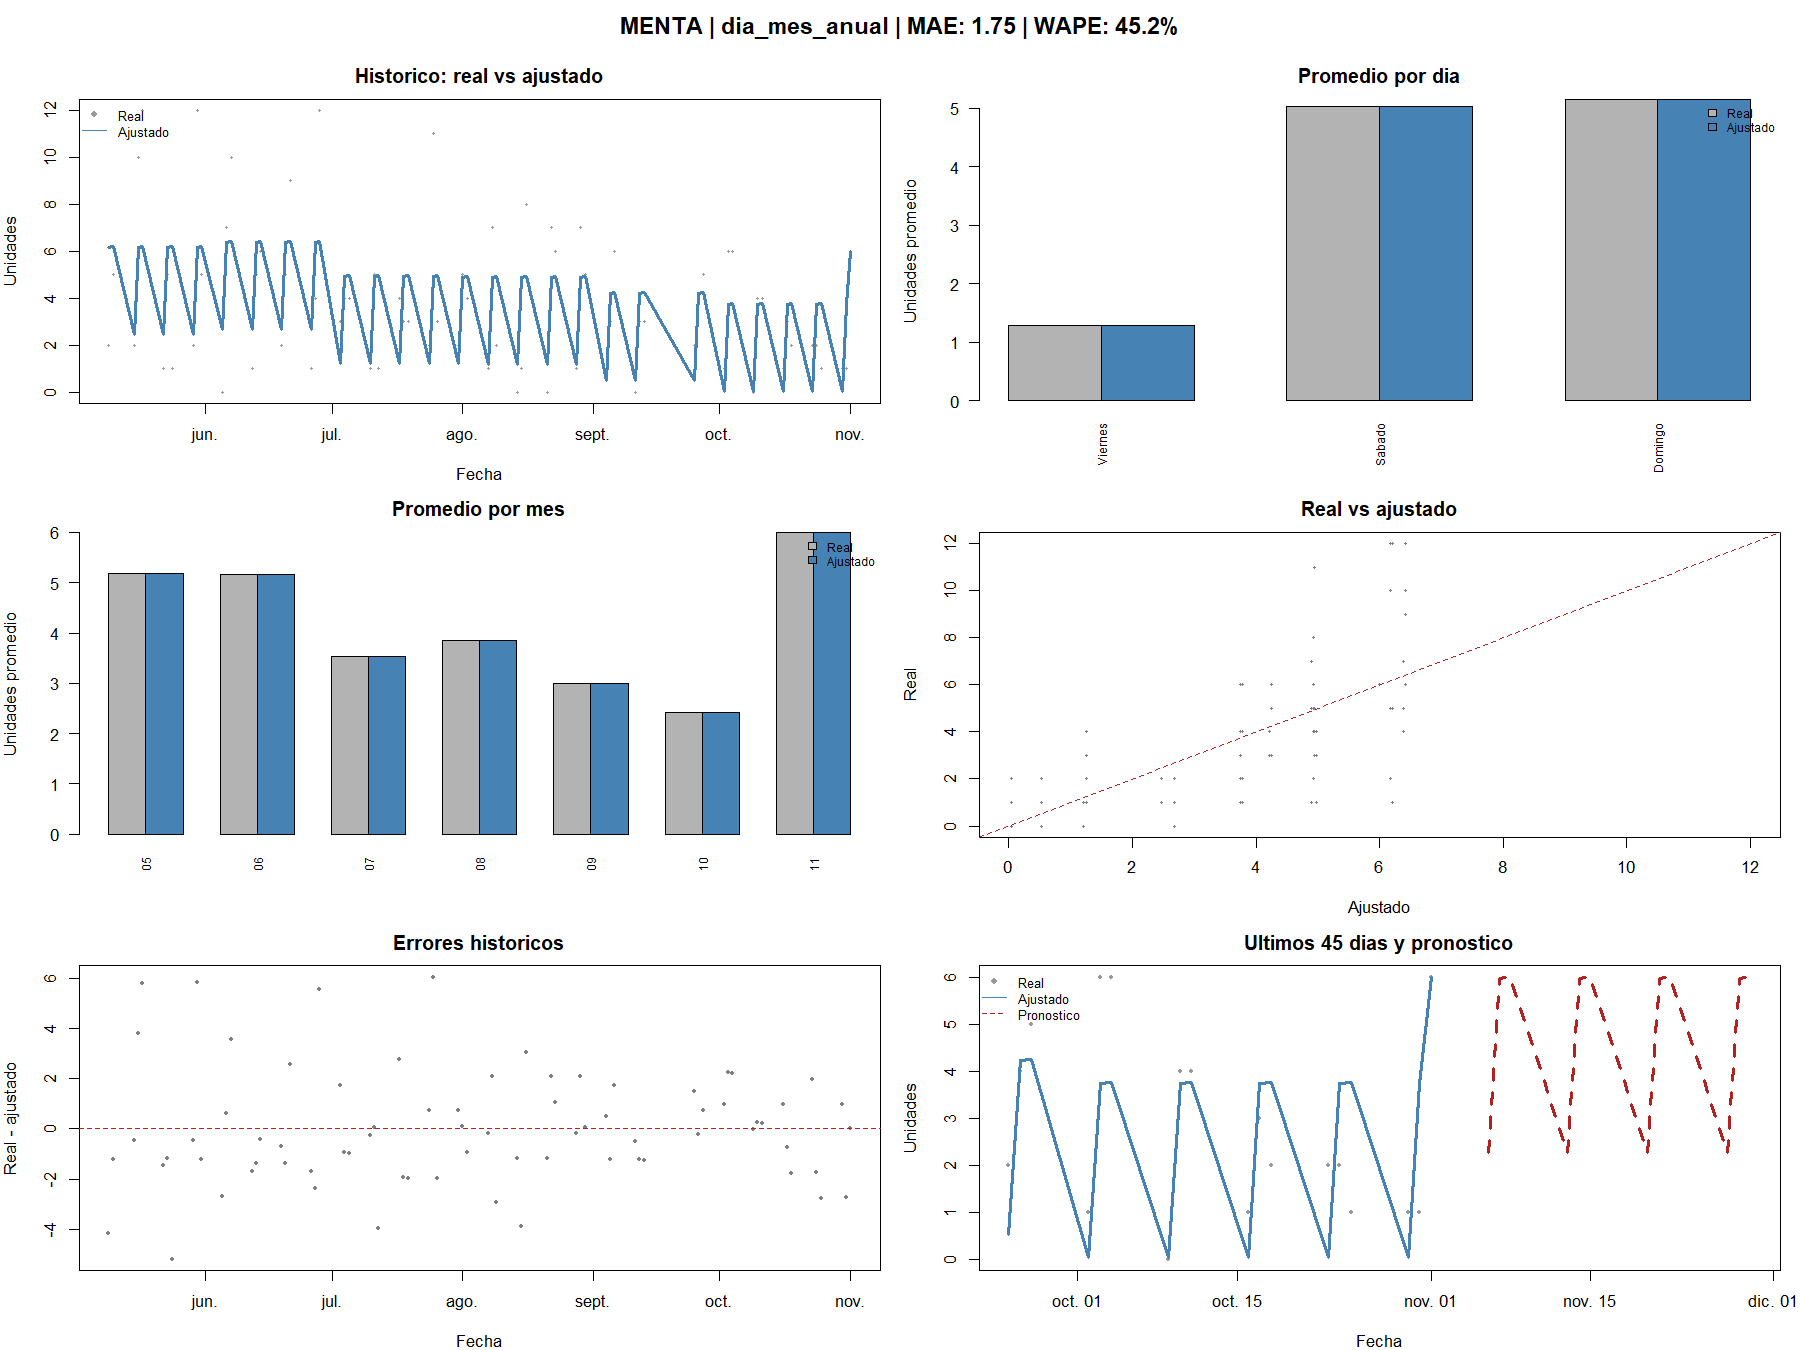 MENTA | dia_mes_anual | MAE: 1.75 | WAPE: 45.2%
Historico: real vs ajustado
Unidades
12
10
8
6
4
2
0
Real
Ajustado
jun.
jul.
ago.
sept.
oct.
nov.
Fecha
Promedio por dia
Unidades promedio
5
4
3
2
1
0
Real
Ajustado
Viernes
Sabado
Domingo
Promedio por mes
Unidades promedio
6
5
4
3
2
1
0
Real
Ajustado
05
06
07
08
09
10
11
Real vs ajustado
Real
12
10
8
6
4
2
0
0
2
4
6
8
10
12
Ajustado
Errores historicos
Real - ajustado
6
4
2
0
-2
-4
jun.
jul.
ago.
sept.
oct.
nov.
Fecha
Ultimos 45 dias y pronostico
Unidades
6
5
4
3
2
1
0
Real
Ajustado
Pronostico
oct. 01
oct. 15
nov. 01
nov. 15
dic. 01
Fecha